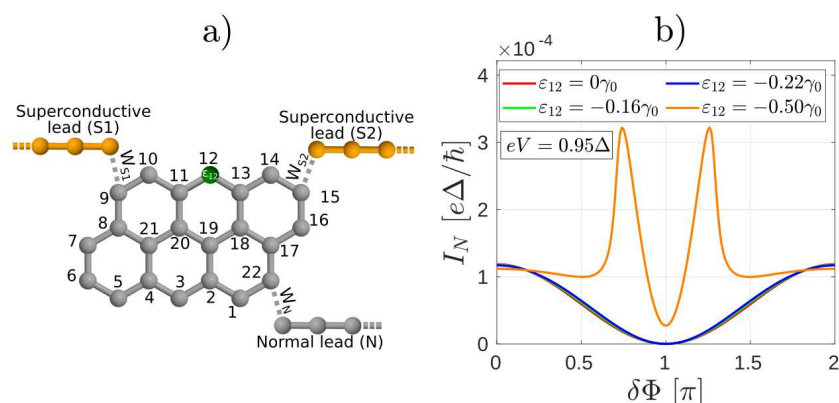 a)
Superconductive
lead (S1)
Superconductive
lead (S2)
W_S1
W_S2
10
12
14
ε₁₂
9
11
13
15
8
16
21
20
19
18
7
17
6
22
5
4
3
2
1
W_N
Normal lead (N)
b)
×10⁻⁴
ε₁₂ = 0γ₀
ε₁₂ = −0.16γ₀
ε₁₂ = −0.22γ₀
ε₁₂ = −0.50γ₀
eV = 0.95Δ
I_N [eΔ/ħ]
4
3
2
1
0
0
0.5
1.0
1.5
2
δΦ [π]